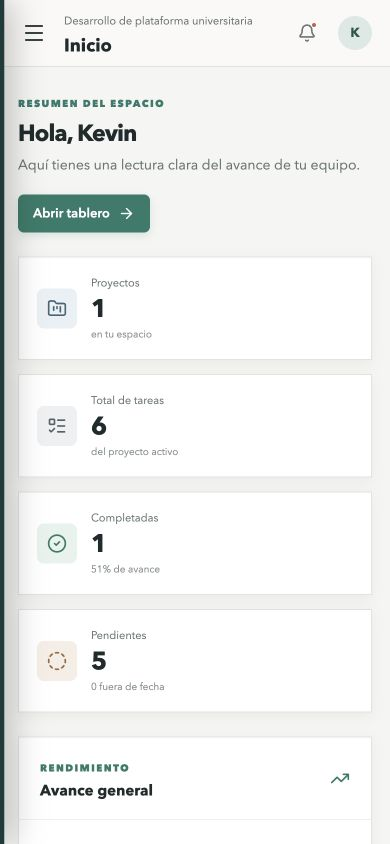 Desarrollo de plataforma universitaria
Inicio
K
RESUMEN DEL ESPACIO
Hola, Kevin
Aquí tienes una lectura clara del avance de tu equipo.
Abrir tablero
Proyectos
1
en tu espacio
Total de tareas
6
del proyecto activo
Completadas
1
51% de avance
Pendientes
5
0 fuera de fecha
RENDIMIENTO
Avance general